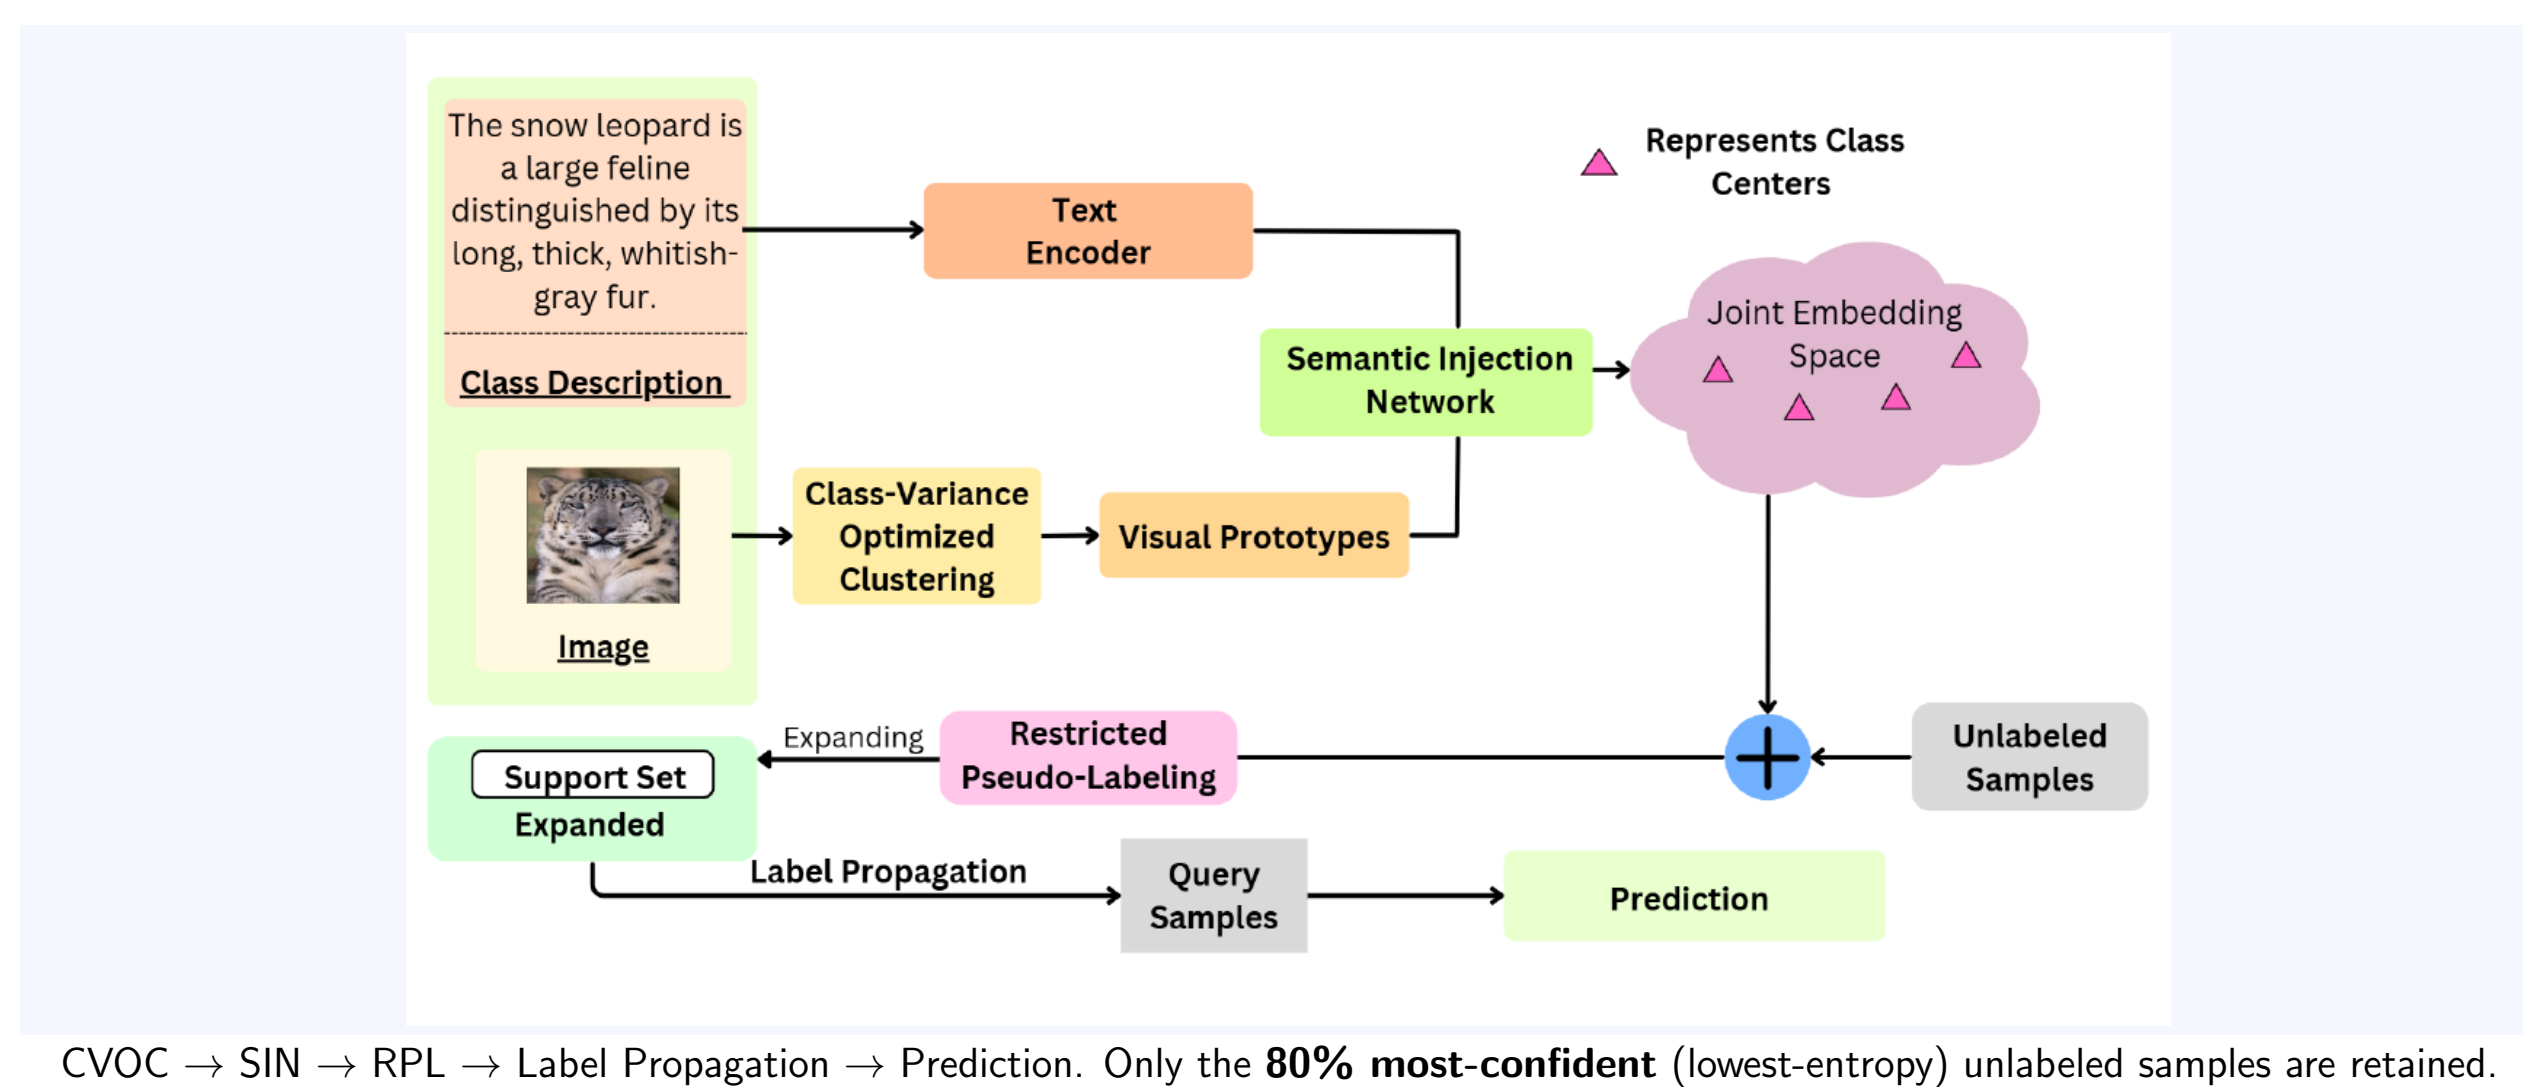 The snow leopard is
a large feline
distinguished by its
long, thick, whitish-
gray fur.
Class Description
Image
Text
Encoder
Class-Variance
Optimized
Clustering
Visual Prototypes
Semantic Injection
Network
Represents Class
Centers
Joint Embedding
Space
Unlabeled
Samples
Restricted
Pseudo-Labeling
Expanding
Support Set
Expanded
Label Propagation
Query
Samples
Prediction
CVOC → SIN → RPL → Label Propagation → Prediction. Only the 80% most-confident (lowest-entropy) unlabeled samples are retained.